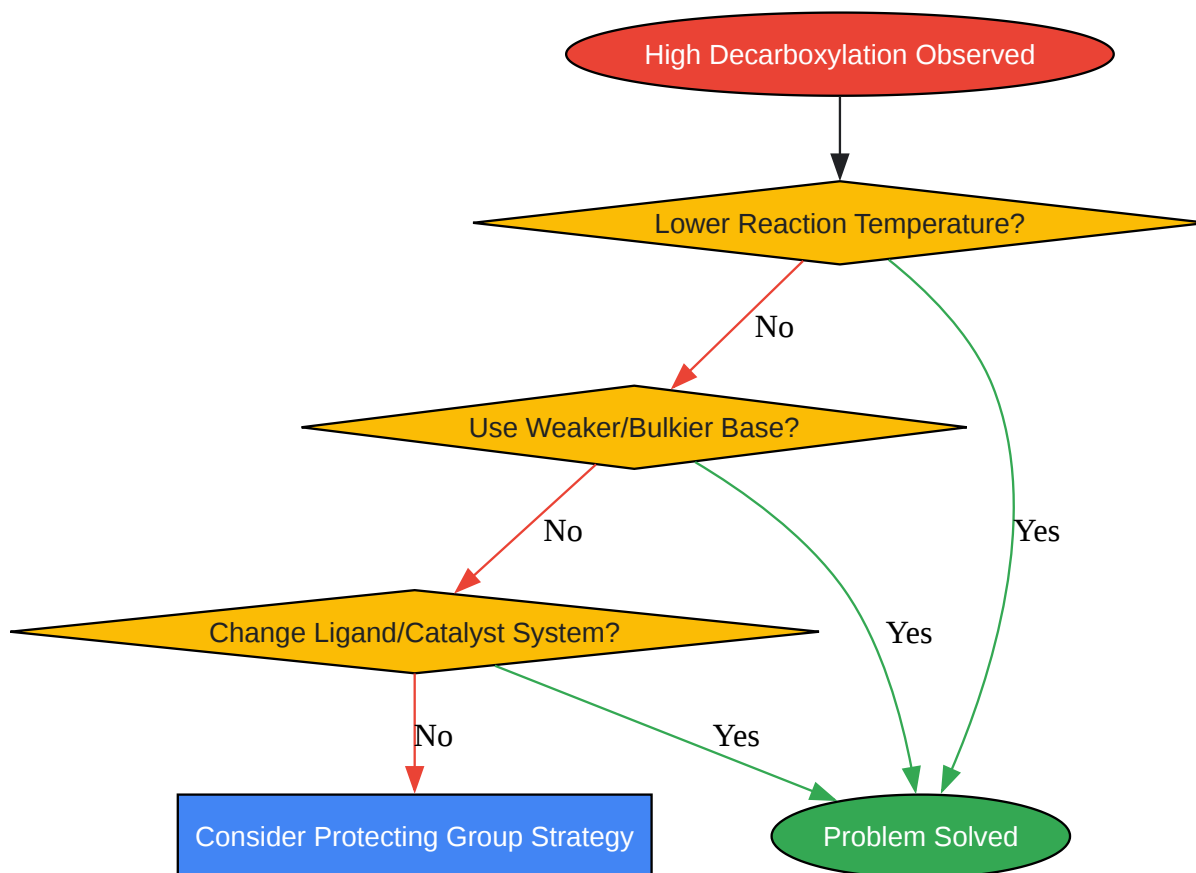 High Decarboxylation Observed
Lower Reaction Temperature?
No
Use Weaker/Bulkier Base?
No
Yes
Change Ligand/Catalyst System?
Yes
No
Yes
Consider Protecting Group Strategy
Problem Solved